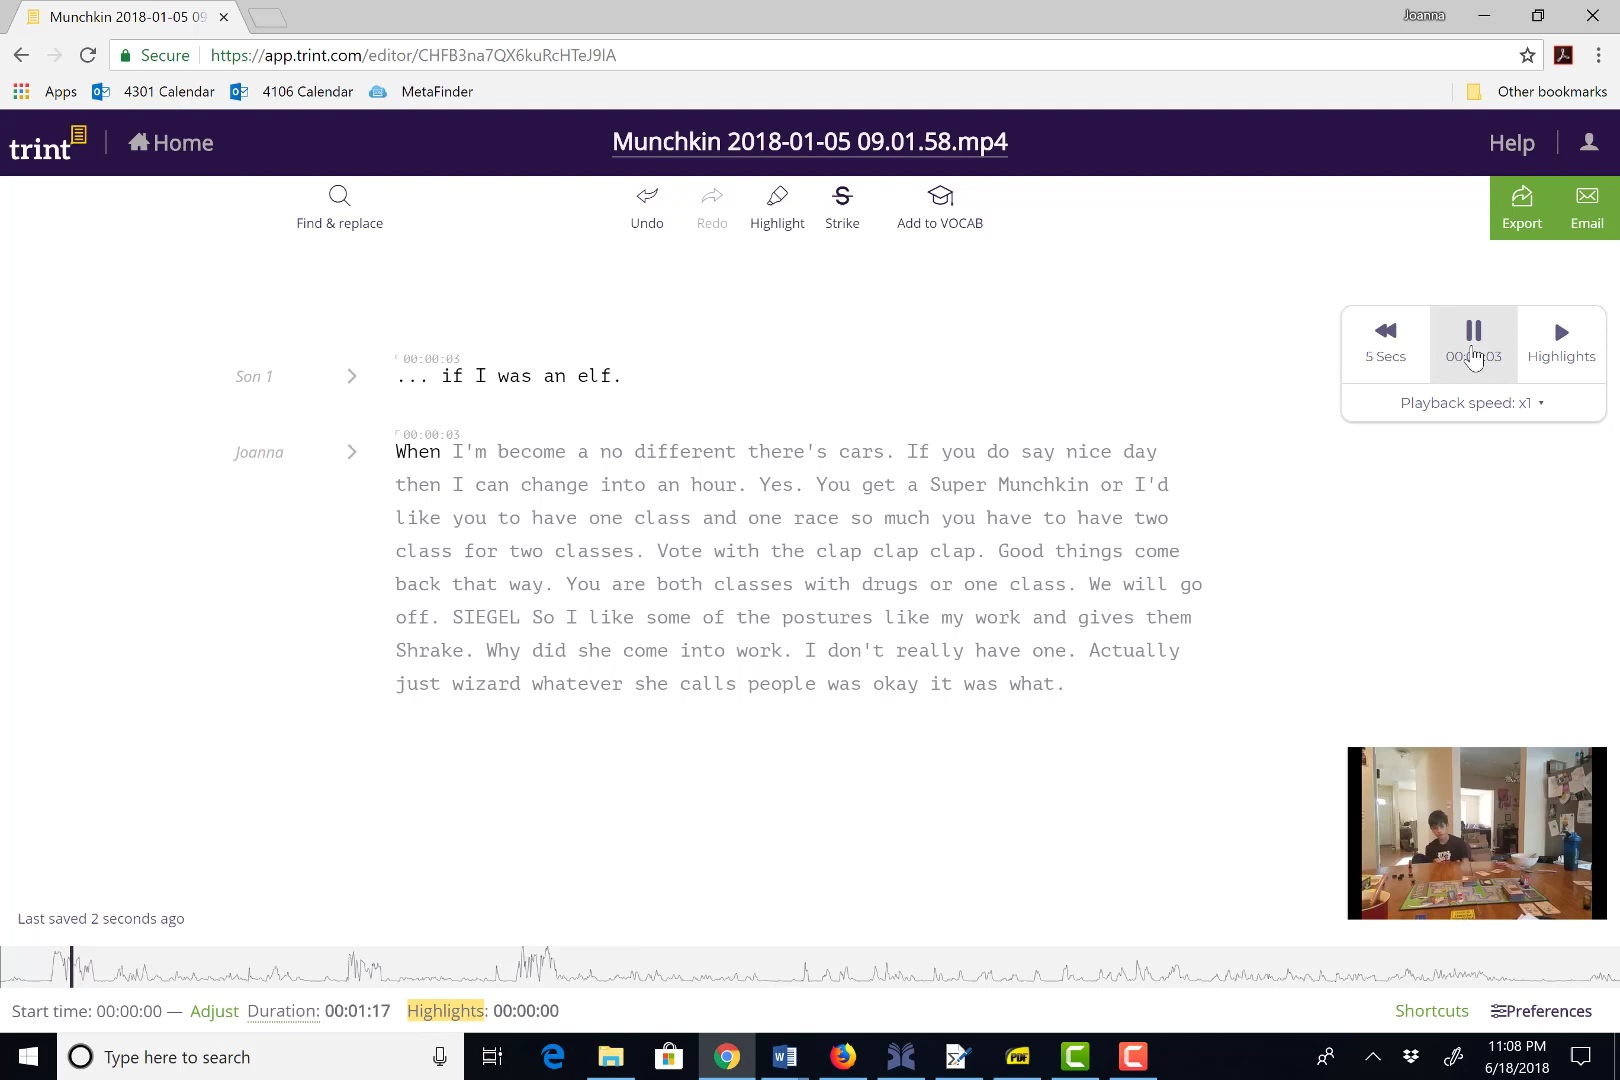 Munchkin 2018-01-05 09
Joanna
Secure
https://app.trint.com/editor/CHFB3na7QX6kuRcHTeJ9lA
Apps
4301 Calendar
4106 Calendar
MetaFinder
Other bookmarks
trint
Home
Munchkin 2018-01-05 09.01.58.mp4
Help
Find & replace
Undo
Redo
Highlight
Strike
Add to VOCAB
Export
Email
5 Secs
Highlights
Playback speed: x1
00:00:03
Son 1
... if I was an elf.
00:00:03
Joanna
When I'm become a no different there's cars. If you do say nice day
then I can change into an hour. Yes. You get a Super Munchkin or I'd
like you to have one class and one race so much you have to have two
class for two classes. Vote with the clap clap clap. Good things come
back that way. You are both classes with drugs or one class. We will go
off. SIEGEL So I like some of the postures like my work and gives them
Shrake. Why did she come into work. I don't really have one. Actually
just wizard whatever she calls people was okay it was what.
Last saved 2 seconds ago
Start time: 00:00:00 — Adjust Duration: 00:01:17 Highlights: 00:00:00
Shortcuts
Preferences
Type here to search
11:08 PM
6/18/2018